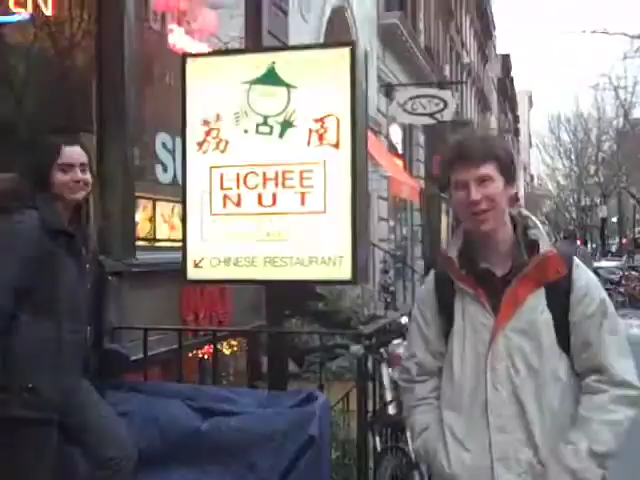 荔 園
LICHEE
NUT
CHINESE RESTAURANT
SU